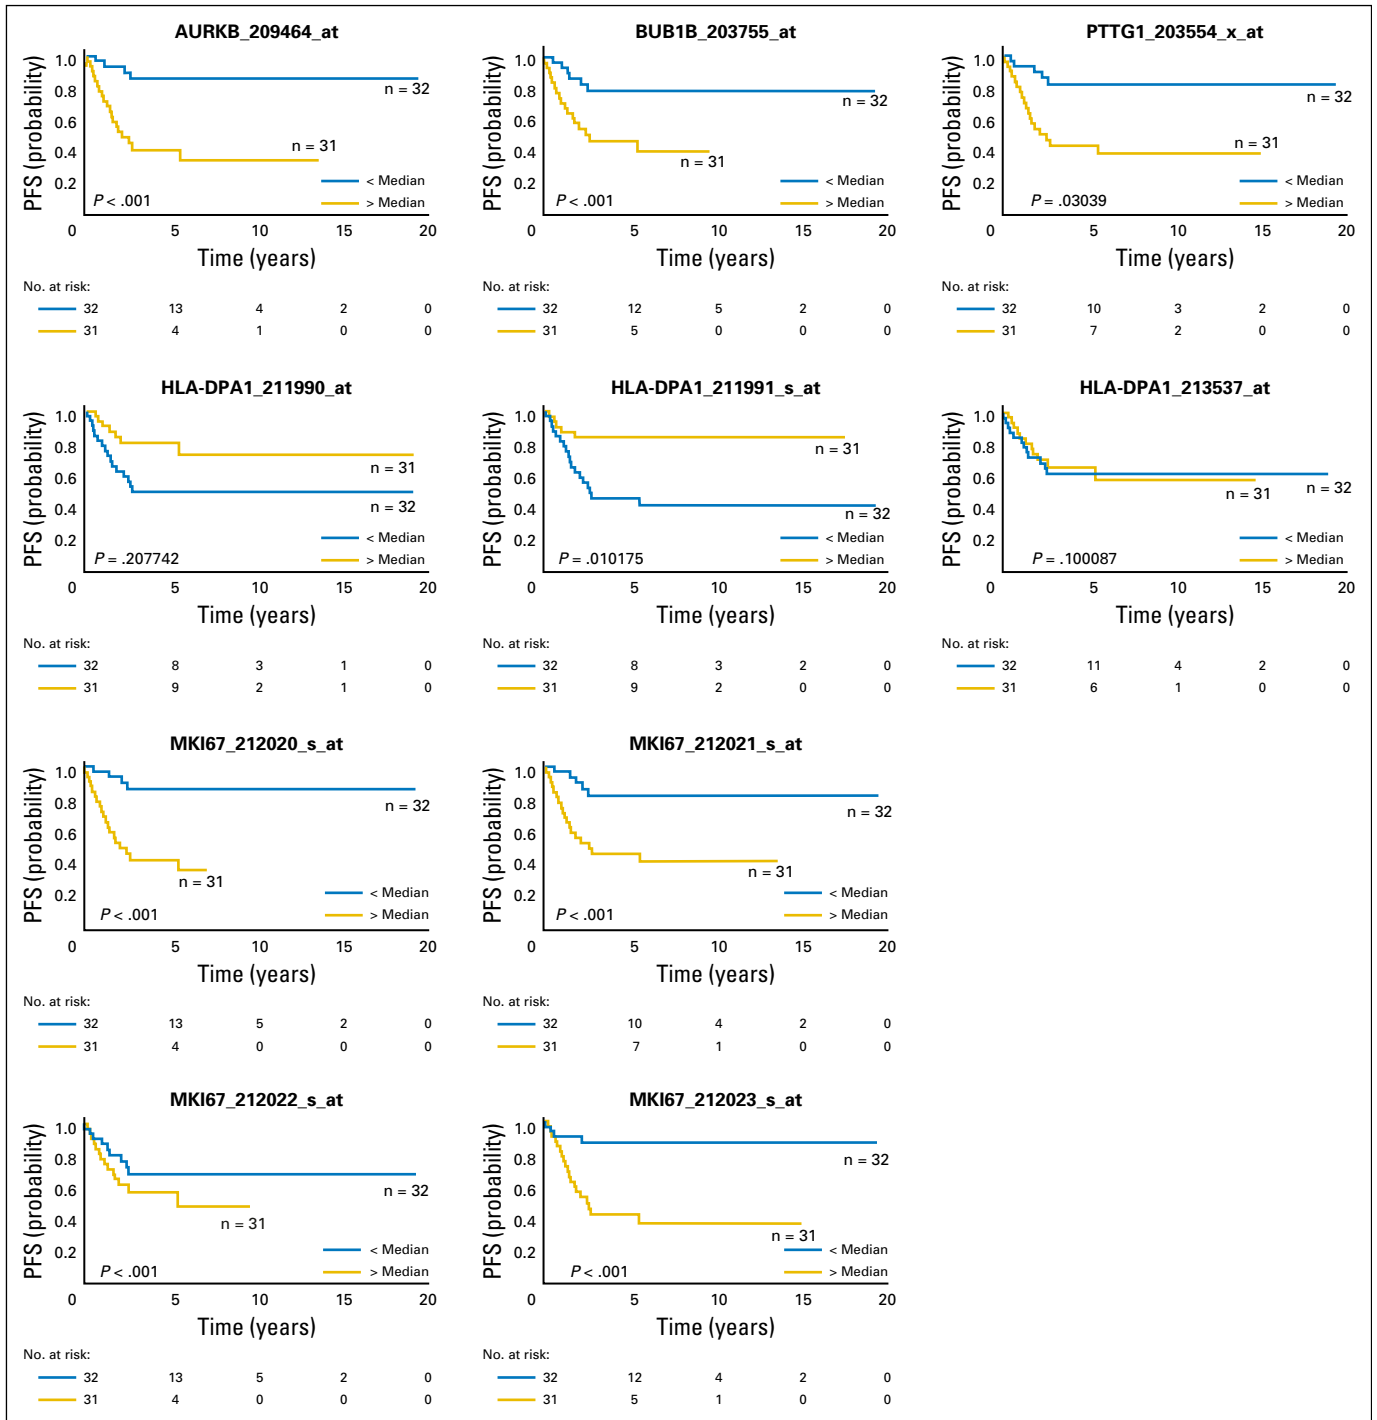 AURKB_209464_at
PFS (probability)
1.0
0.8
0.6
0.4
0.2
n = 32
n = 31
< Median
> Median
P < .001
0 5 10 15 20
Time (years)
No. at risk:
32 13 4 2 0
31 4 1 0 0
BUB1B_203755_at
PFS (probability)
1.0
0.8
0.6
0.4
0.2
n = 32
n = 31
< Median
> Median
P < .001
0 5 10 15 20
Time (years)
No. at risk:
32 12 5 2 0
31 5 0 0 0
PTTG1_203554_x_at
PFS (probability)
1.0
0.8
0.6
0.4
0.2
n = 32
n = 31
< Median
> Median
P = .03039
0 5 10 15 20
Time (years)
No. at risk:
32 10 3 2 0
31 7 2 0 0
HLA-DPA1_211990_at
PFS (probability)
1.0
0.8
0.6
0.4
0.2
n = 31
n = 32
< Median
> Median
P = .207742
0 5 10 15 20
Time (years)
No. at risk:
32 8 3 1 0
31 9 2 1 0
HLA-DPA1_211991_s_at
PFS (probability)
1.0
0.8
0.6
0.4
0.2
n = 31
n = 32
< Median
> Median
P = .010175
0 5 10 15 20
Time (years)
No. at risk:
32 8 3 2 0
31 9 2 0 0
HLA-DPA1_213537_at
PFS (probability)
1.0
0.8
0.6
0.4
0.2
n = 31
n = 32
< Median
> Median
P = .100087
0 5 10 15 20
Time (years)
No. at risk:
32 11 4 2 0
31 6 1 0 0
MKI67_212020_s_at
PFS (probability)
1.0
0.8
0.6
0.4
0.2
n = 32
n = 31
< Median
> Median
P < .001
0 5 10 15 20
Time (years)
No. at risk:
32 13 5 2 0
31 4 0 0 0
MKI67_212021_s_at
PFS (probability)
1.0
0.8
0.6
0.4
0.2
n = 32
n = 31
< Median
> Median
P < .001
0 5 10 15 20
Time (years)
No. at risk:
32 10 4 2 0
31 7 1 0 0
MKI67_212022_s_at
PFS (probability)
1.0
0.8
0.6
0.4
0.2
n = 32
n = 31
< Median
> Median
P < .001
0 5 10 15 20
Time (years)
No. at risk:
32 13 5 2 0
31 4 0 0 0
MKI67_212023_s_at
PFS (probability)
1.0
0.8
0.6
0.4
0.2
n = 32
n = 31
< Median
> Median
P < .001
0 5 10 15 20
Time (years)
No. at risk:
32 12 4 2 0
31 5 1 0 0